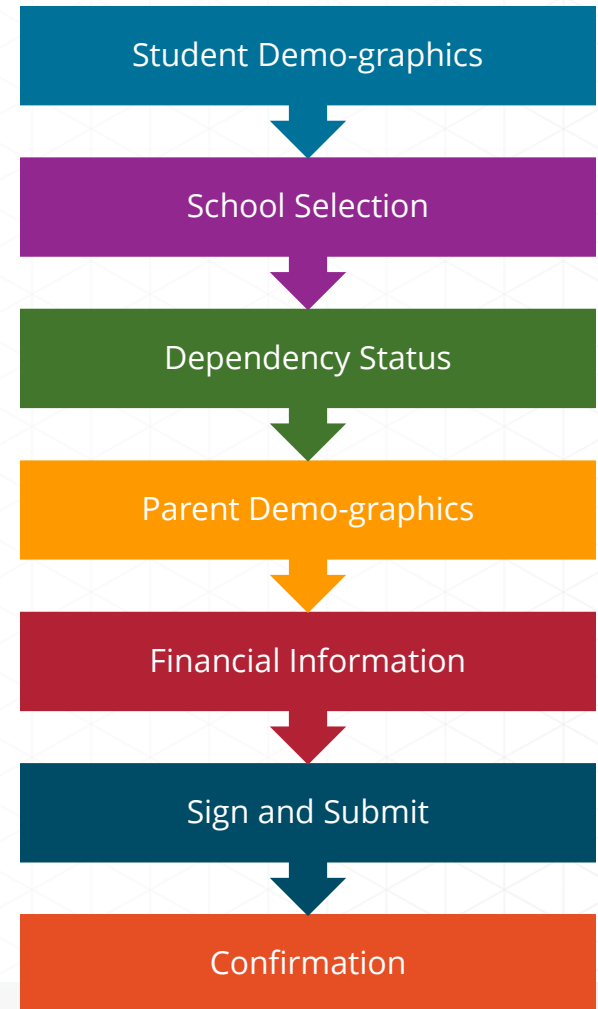 Student Demo-graphics
School Selection
Dependency Status
Parent Demo-graphics
Financial Information
Sign and Submit
Confirmation